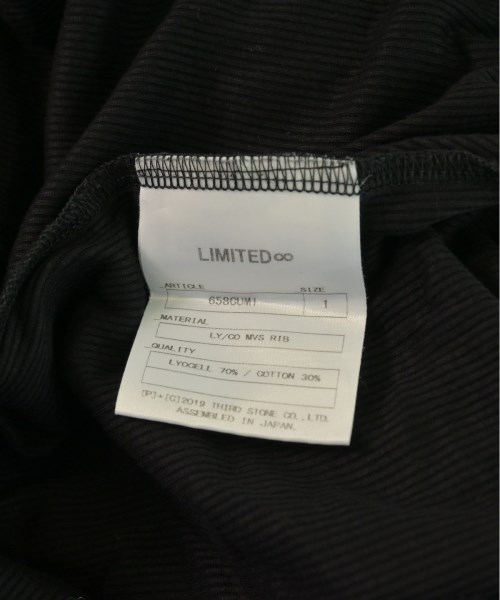 LIMITED∞
ARTICLE SIZE
658CUM1 1
MATERIAL
LY/CO MVS RIB
QUALITY
LYOCELL 70% / COTTON 30%
[P]+[C]2019 THIRD STONE CO.,LTD.
ASSEMBLED IN JAPAN.